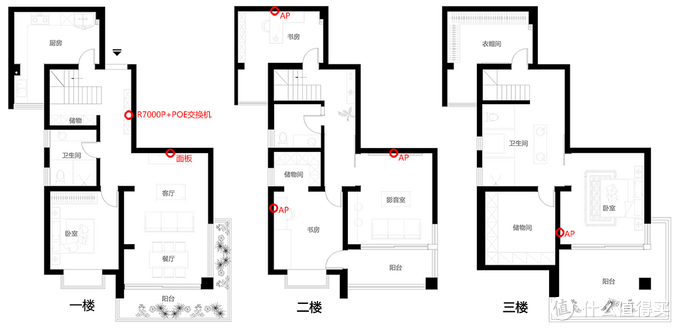 厨房
储物
R7000P+POE交换机
卫生间
面板
客厅
卧室
餐厅
阳台
一楼
AP
书房
AP
储物间
AP
影音室
书房
阳台
二楼
衣帽间
卫生间
卧室
储物间
AP
阳台
三楼
值 什么值得买